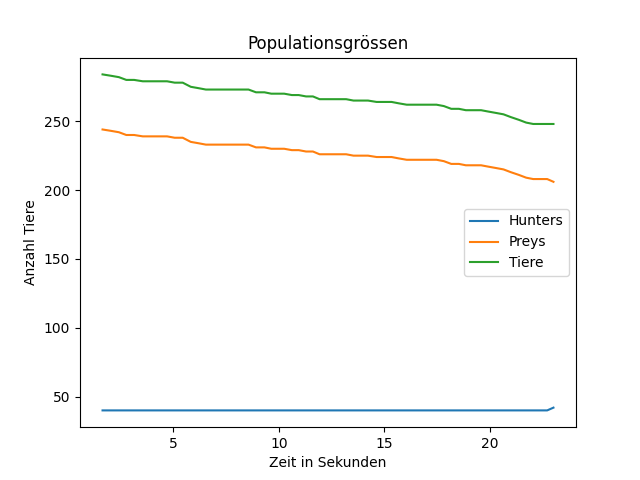 Populationsgrössen
Anzahl Tiere
250
200
150
100
50
Hunters
Preys
Tiere
5 10 15 20
Zeit in Sekunden